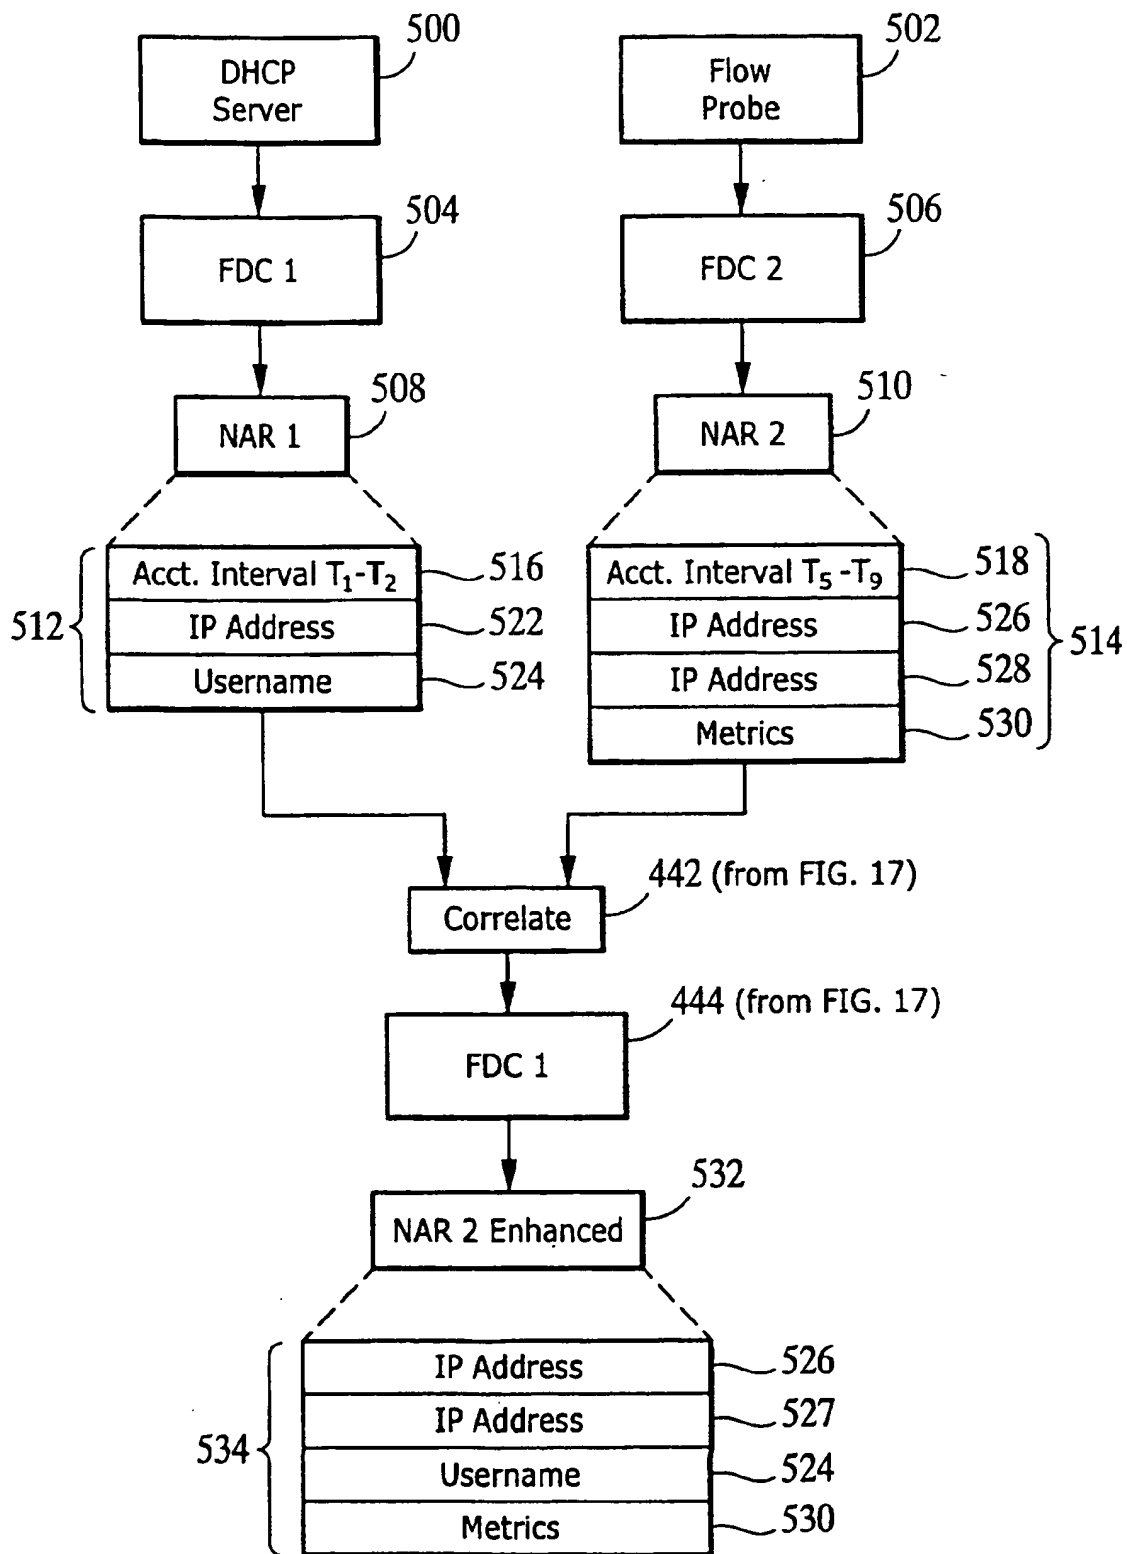 500
502
DHCP
Server
Flow
Probe
504
506
FDC 1
FDC 2
508
510
NAR 1
NAR 2
512
Acct. Interval T₁-T₂
516
IP Address
522
Username
524
Acct. Interval T₅-T₉
518
IP Address
526
IP Address
528
Metrics
530
514
442 (from FIG. 17)
Correlate
444 (from FIG. 17)
FDC 1
532
NAR 2 Enhanced
534
IP Address
526
IP Address
527
Username
524
Metrics
530